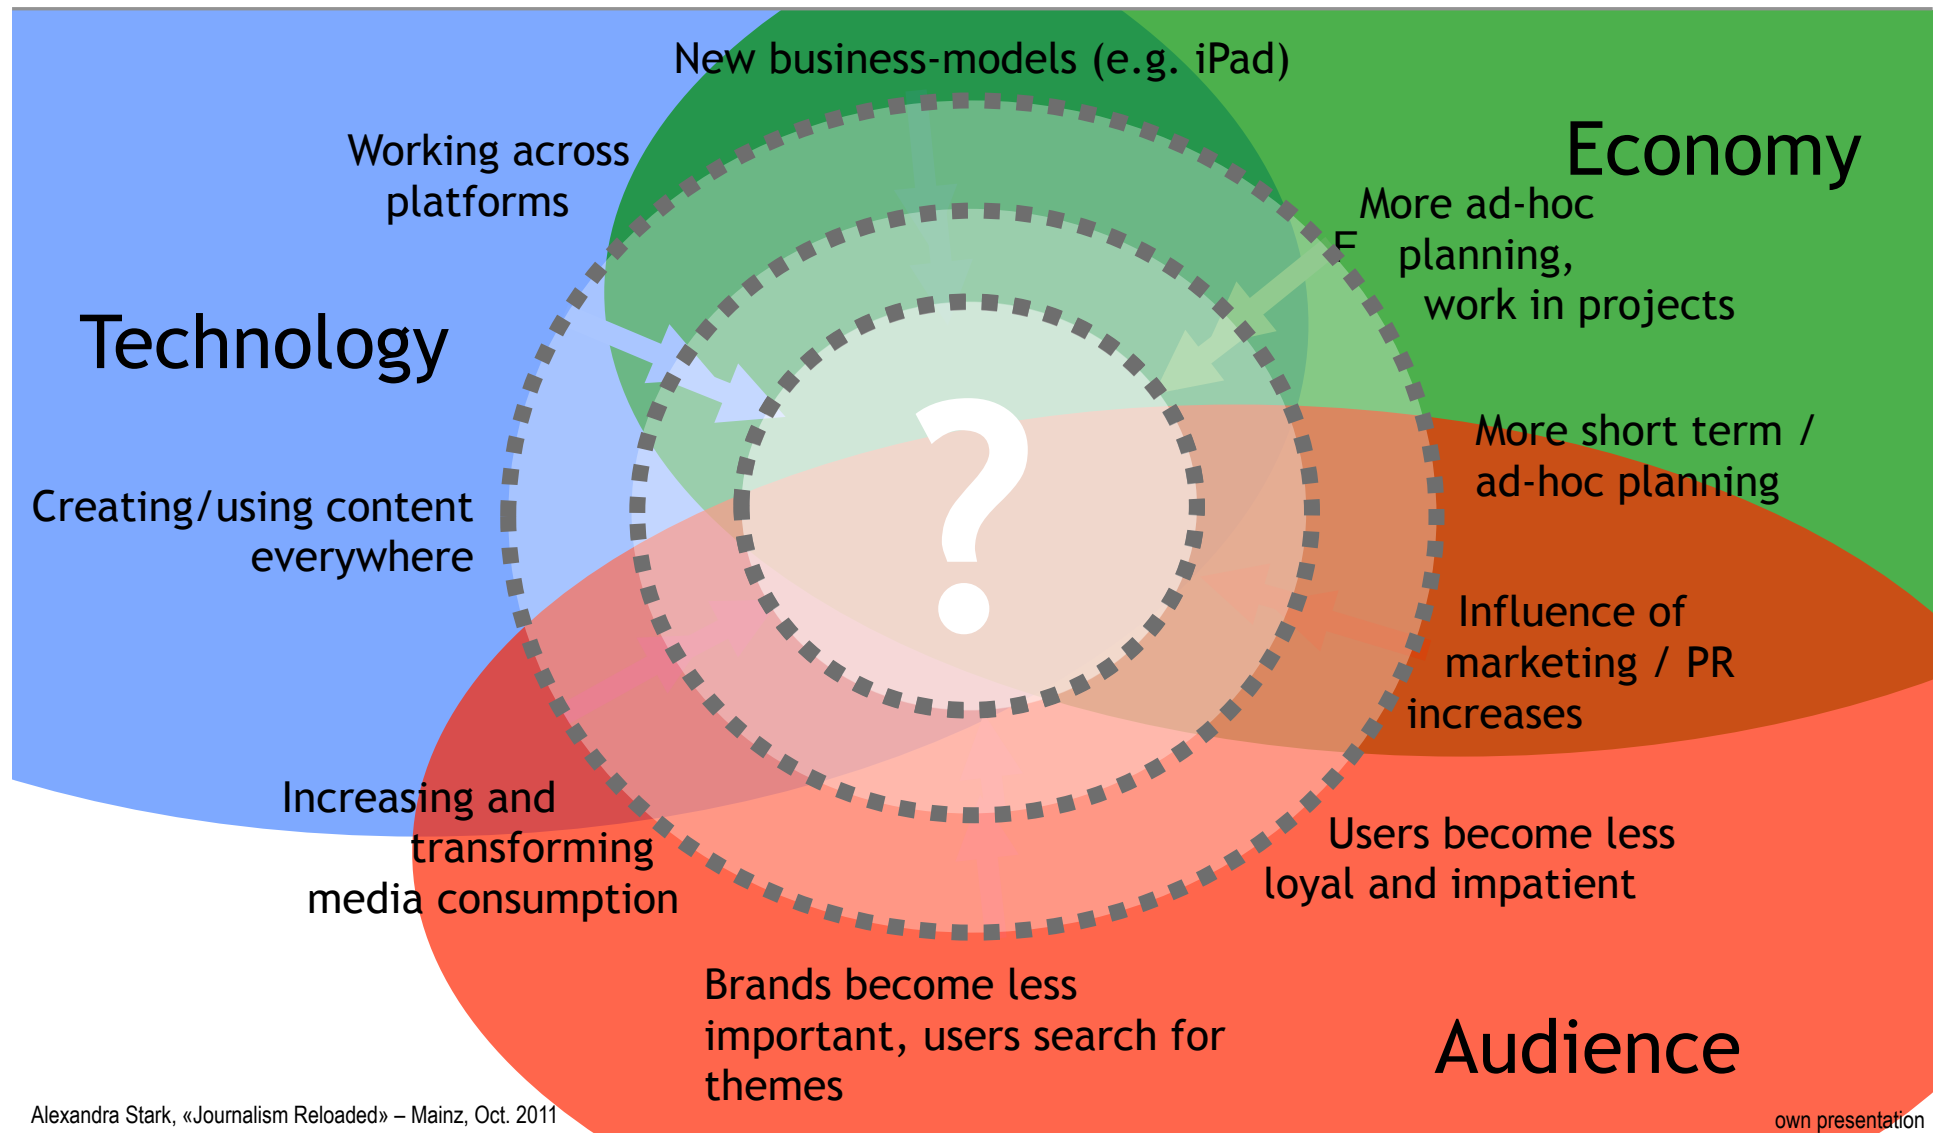 New business-models (e.g. iPad)
Working across
platforms
Economy
More ad-hoc
planning,
work in projects
E
Technology
More short term /
ad-hoc planning
?
Creating/using content
everywhere
Influence of
marketing / PR
increases
Increasing and
transforming
media consumption
Users become less
loyal and impatient
Brands become less
important, users search for
themes
Audience
Alexandra Stark, «Journalism Reloaded» – Mainz, Oct. 2011
own presentation